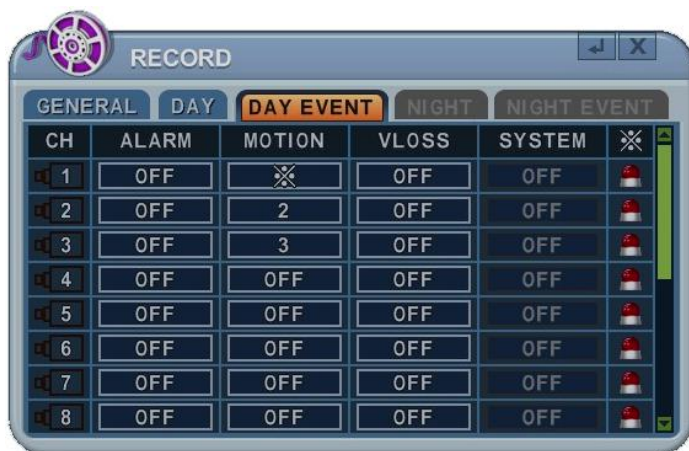 RECORD
X
GENERAL DAY DAY EVENT NIGHT NIGHT EVENT
CH ALARM MOTION VLOSS SYSTEM ※
1 OFF ※ OFF OFF
2 OFF 2 OFF OFF
3 OFF 3 OFF OFF
4 OFF OFF OFF OFF
5 OFF OFF OFF OFF
6 OFF OFF OFF OFF
7 OFF OFF OFF OFF
8 OFF OFF OFF OFF